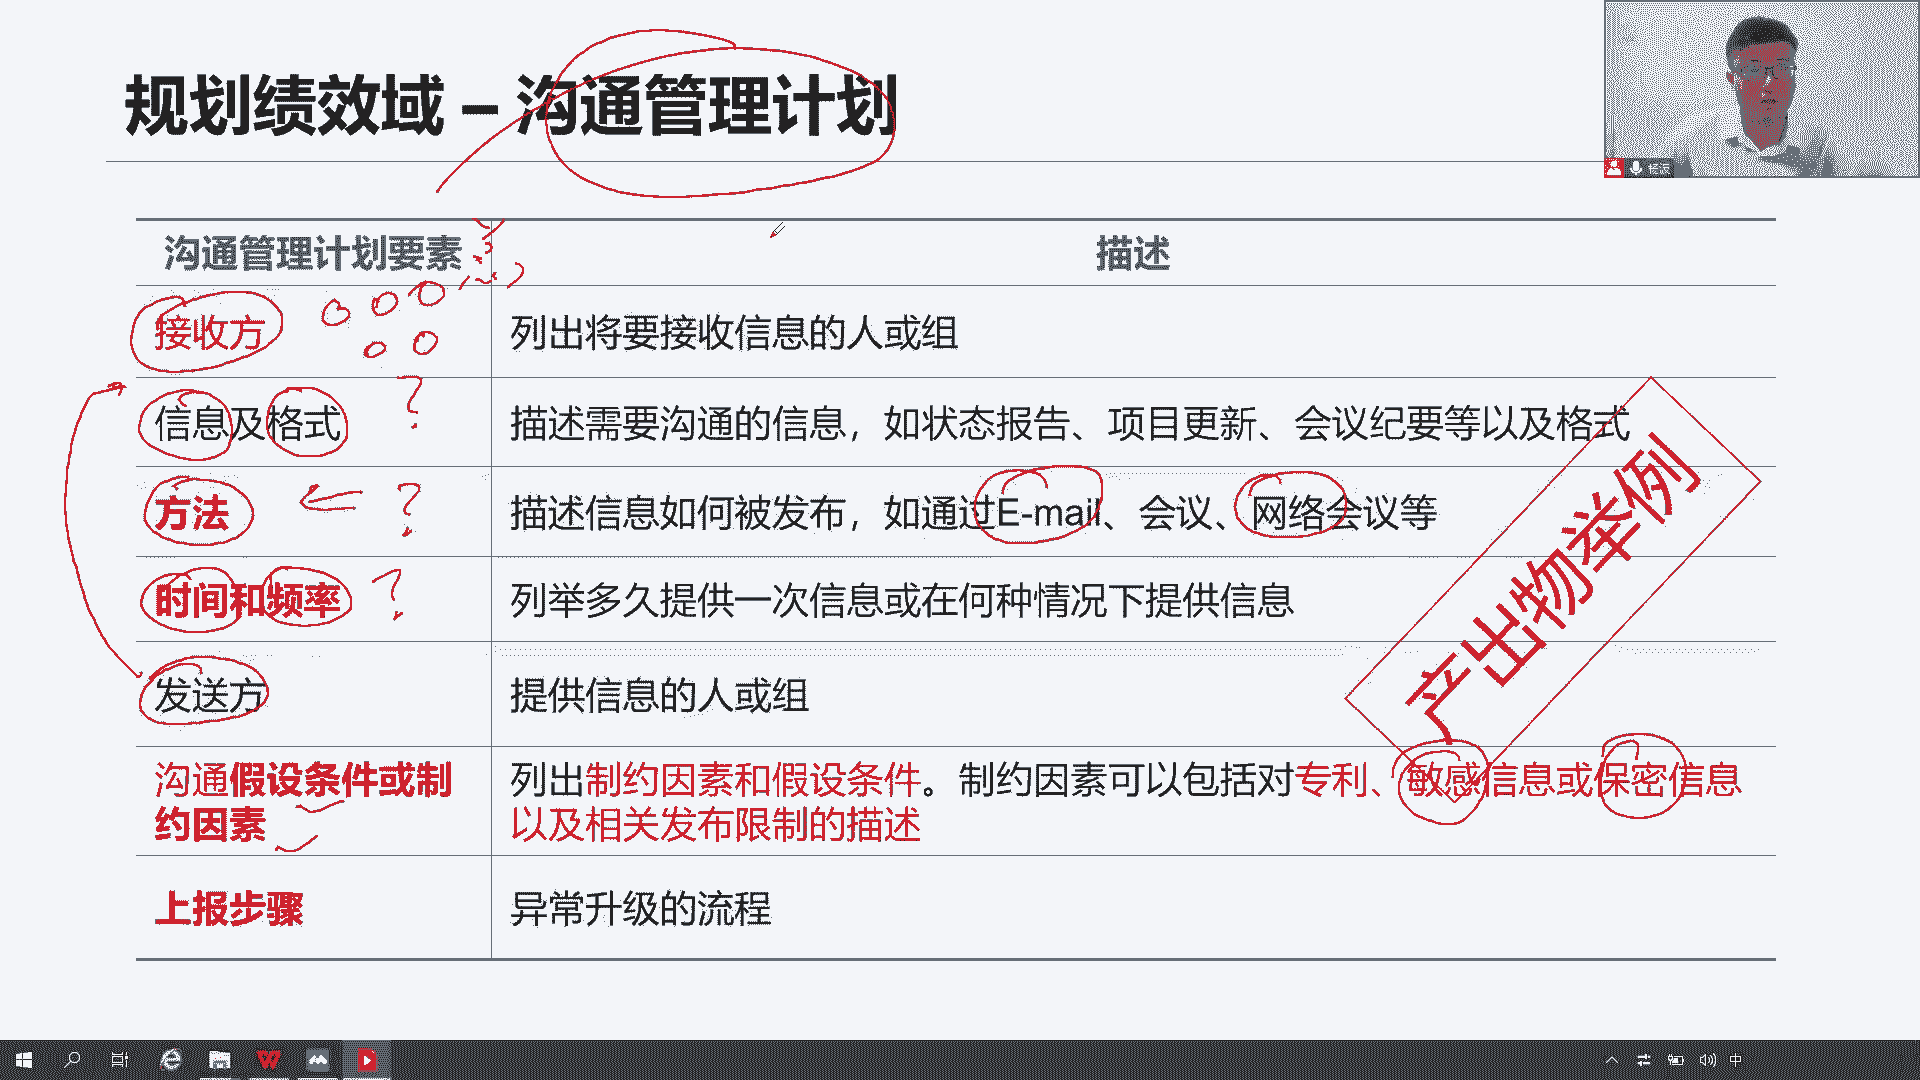 规划绩效域 – 沟通管理计划
沟通管理计划要素
描述
接收方
列出将要接收信息的人或组
信息及格式
描述需要沟通的信息，如状态报告、项目更新、会议纪要等以及格式
方法
描述信息如何被发布，如通过E-mail、会议、网络会议等
时间和频率
列举多久提供一次信息或在何种情况下提供信息
发送方
提供信息的人或组
沟通假设条件或制
约因素
列出制约因素和假设条件。制约因素可以包括对专利、敏感信息或保密信息
以及相关发布限制的描述
上报步骤
异常升级的流程
产出物举例
中